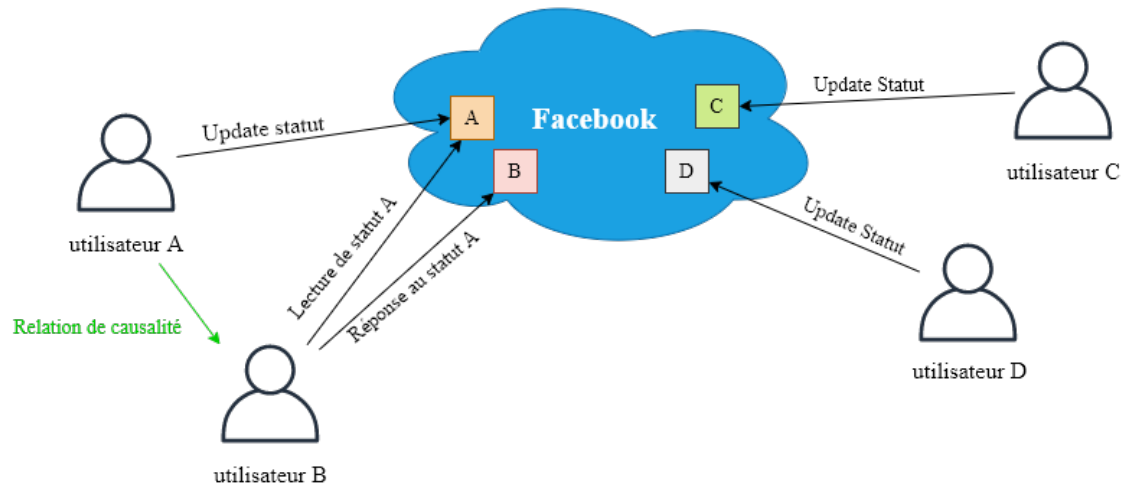 Update statut
A
Facebook
C
Update Statut
utilisateur C
B
D
utilisateur A
Lecture de statut A
Réponse au statut A
Update Statut
Relation de causalité
utilisateur D
utilisateur B